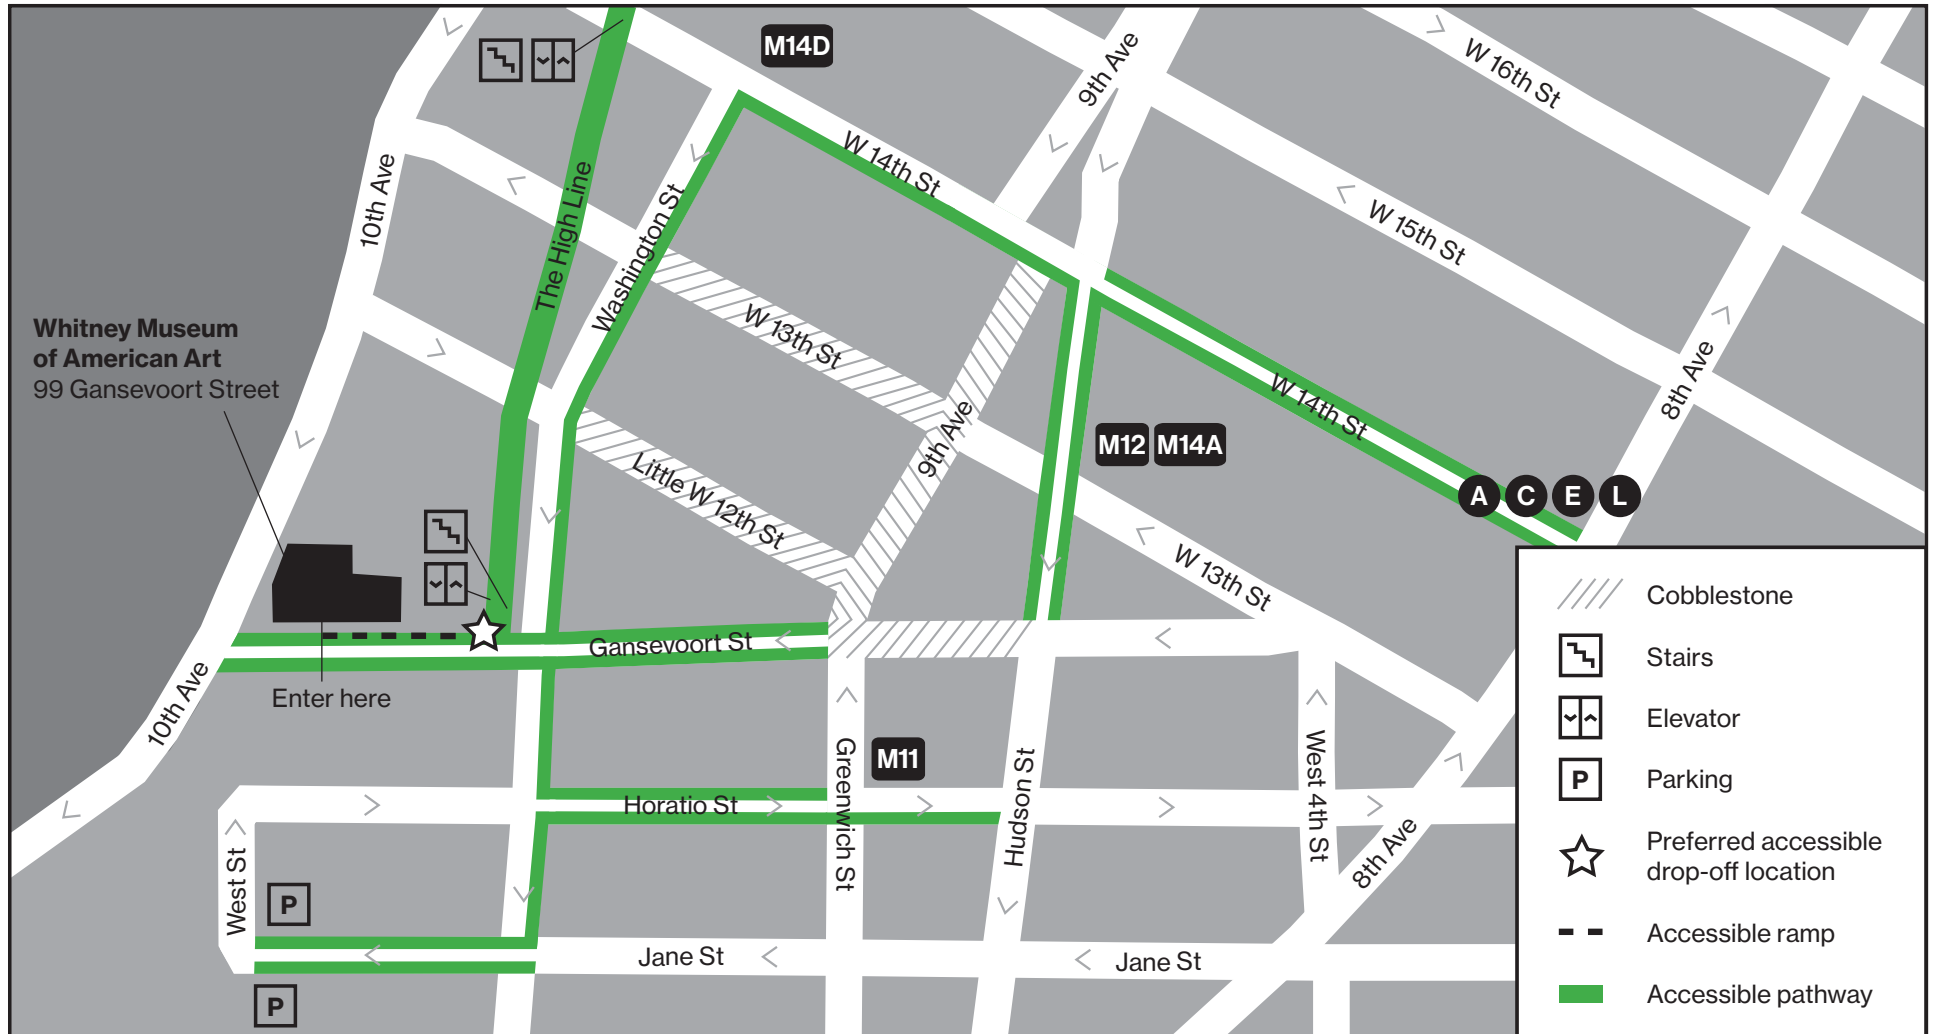 M14D
9th Ave
W 16th St
W 14th St
10th Ave
The High Line
Washington St
W 15th St
Whitney Museum
of American Art
99 Gansevoort Street
W 13th St
8th Ave
W 14th St
9th Ave
M12
M14A
Little W 12th St
A
C
E
L
W 13th St
Gansevoort St
Enter here
10th Ave
M11
Greenwich St
Hudson St
West 4th St
Horatio St
8th Ave
West St
P
Jane St
Jane St
P
Cobblestone
Stairs
Elevator
P
Parking
Preferred accessible
drop-off location
Accessible ramp
Accessible pathway